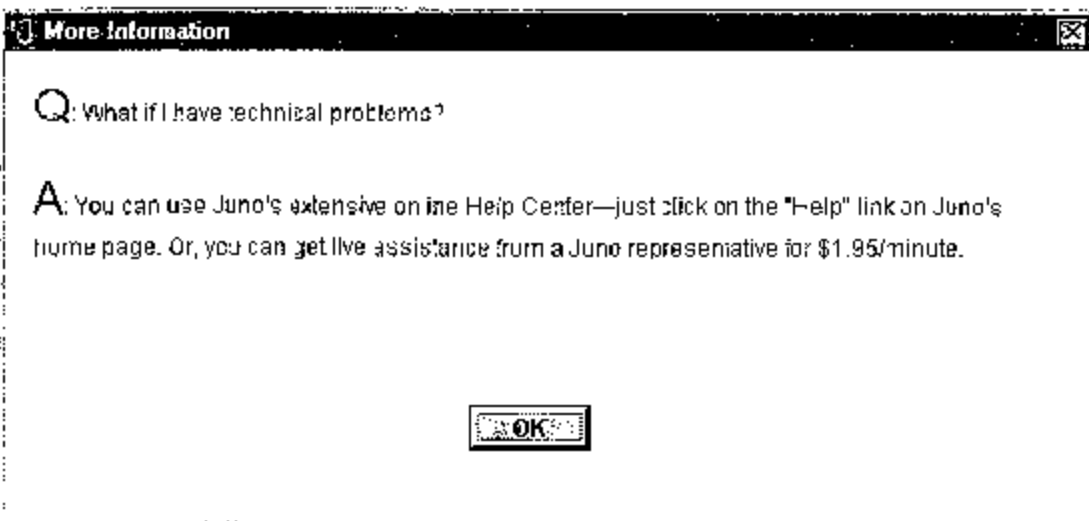 More Information
Q: What if I have technical problems?
A: You can use Juno's extensive online Help Center—just click on the "Help" link on Juno's
home page. Or, you can get live assistance from a Juno representative for $1.95/minute.
OK